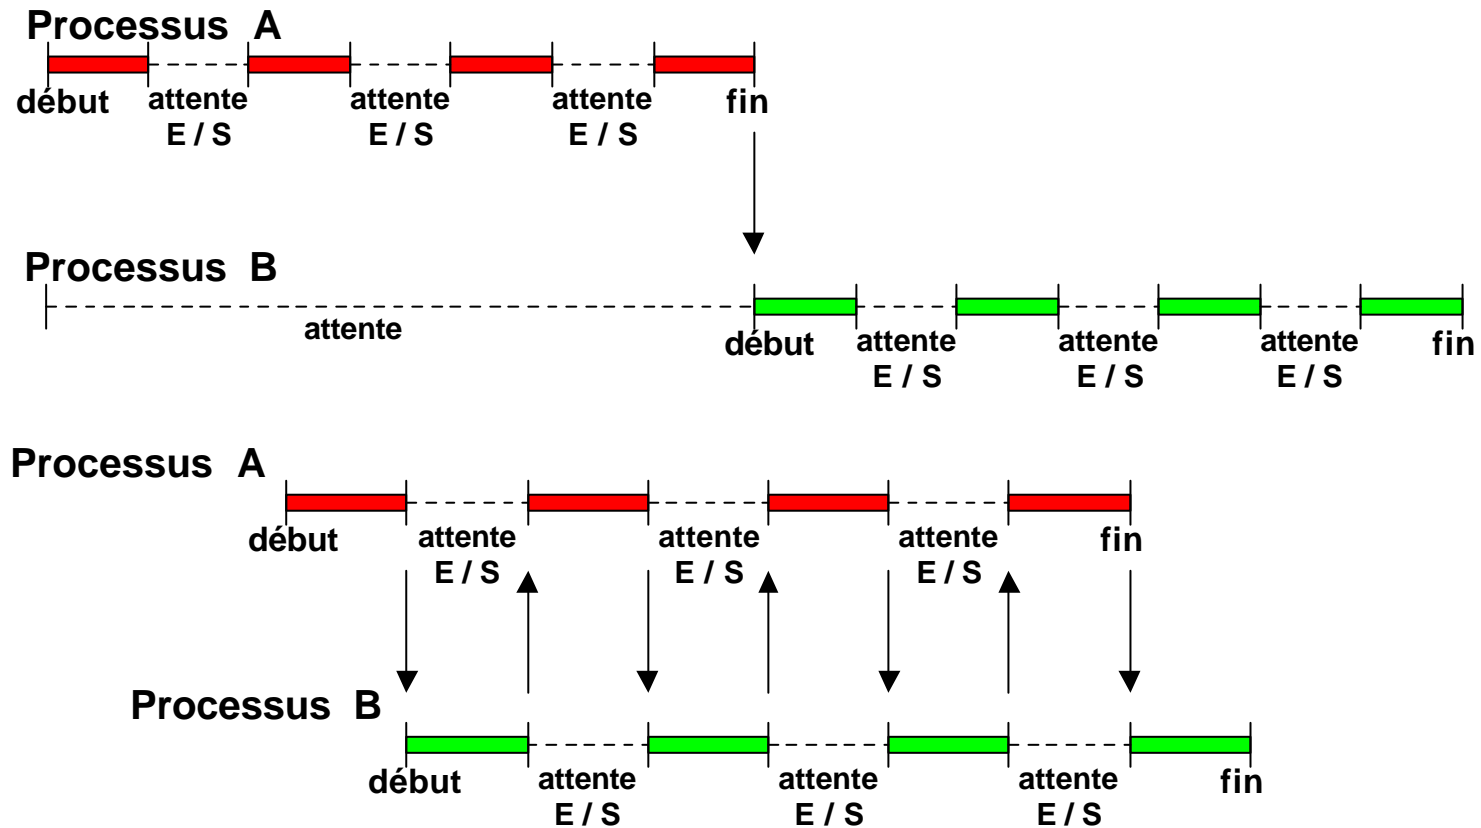 Processus A
début attente attente attente fin
E / S E / S E / S
Processus B
attente
début attente attente attente fin
E / S E / S E / S
Processus A
début attente attente attente fin
E / S E / S E / S
Processus B
début attente attente attente fin
E / S E / S E / S